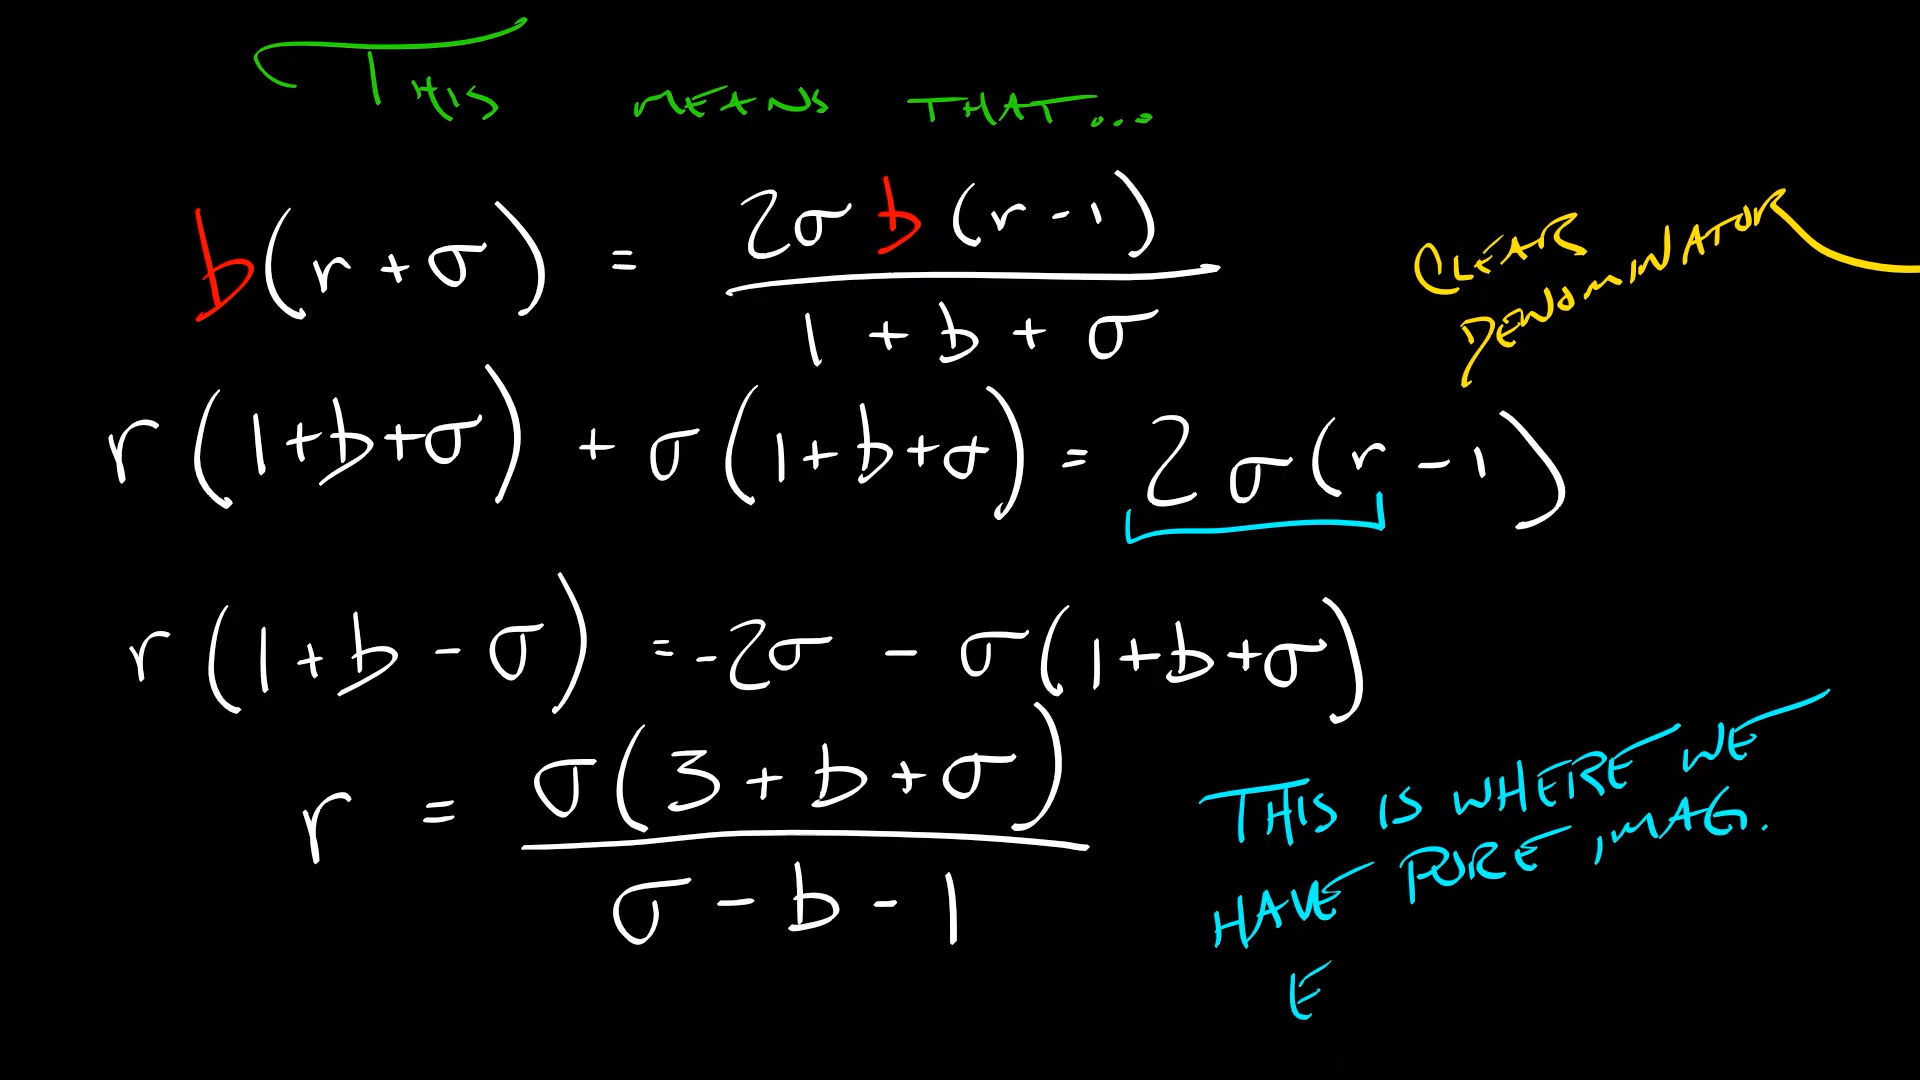 THIS MEANS THAT...
b(r+σ) = 2σb(r-1) / 1+b+σ
CLEAR
DENOMINATOR
r(1+b+σ) + σ(1+b+σ) = 2σ(r-1)
r(1+b-σ) = -2σ - σ(1+b+σ)
r = σ(3+b+σ) / σ-b-1
THIS IS WHERE WE
HAVE PURE IMAG.
E